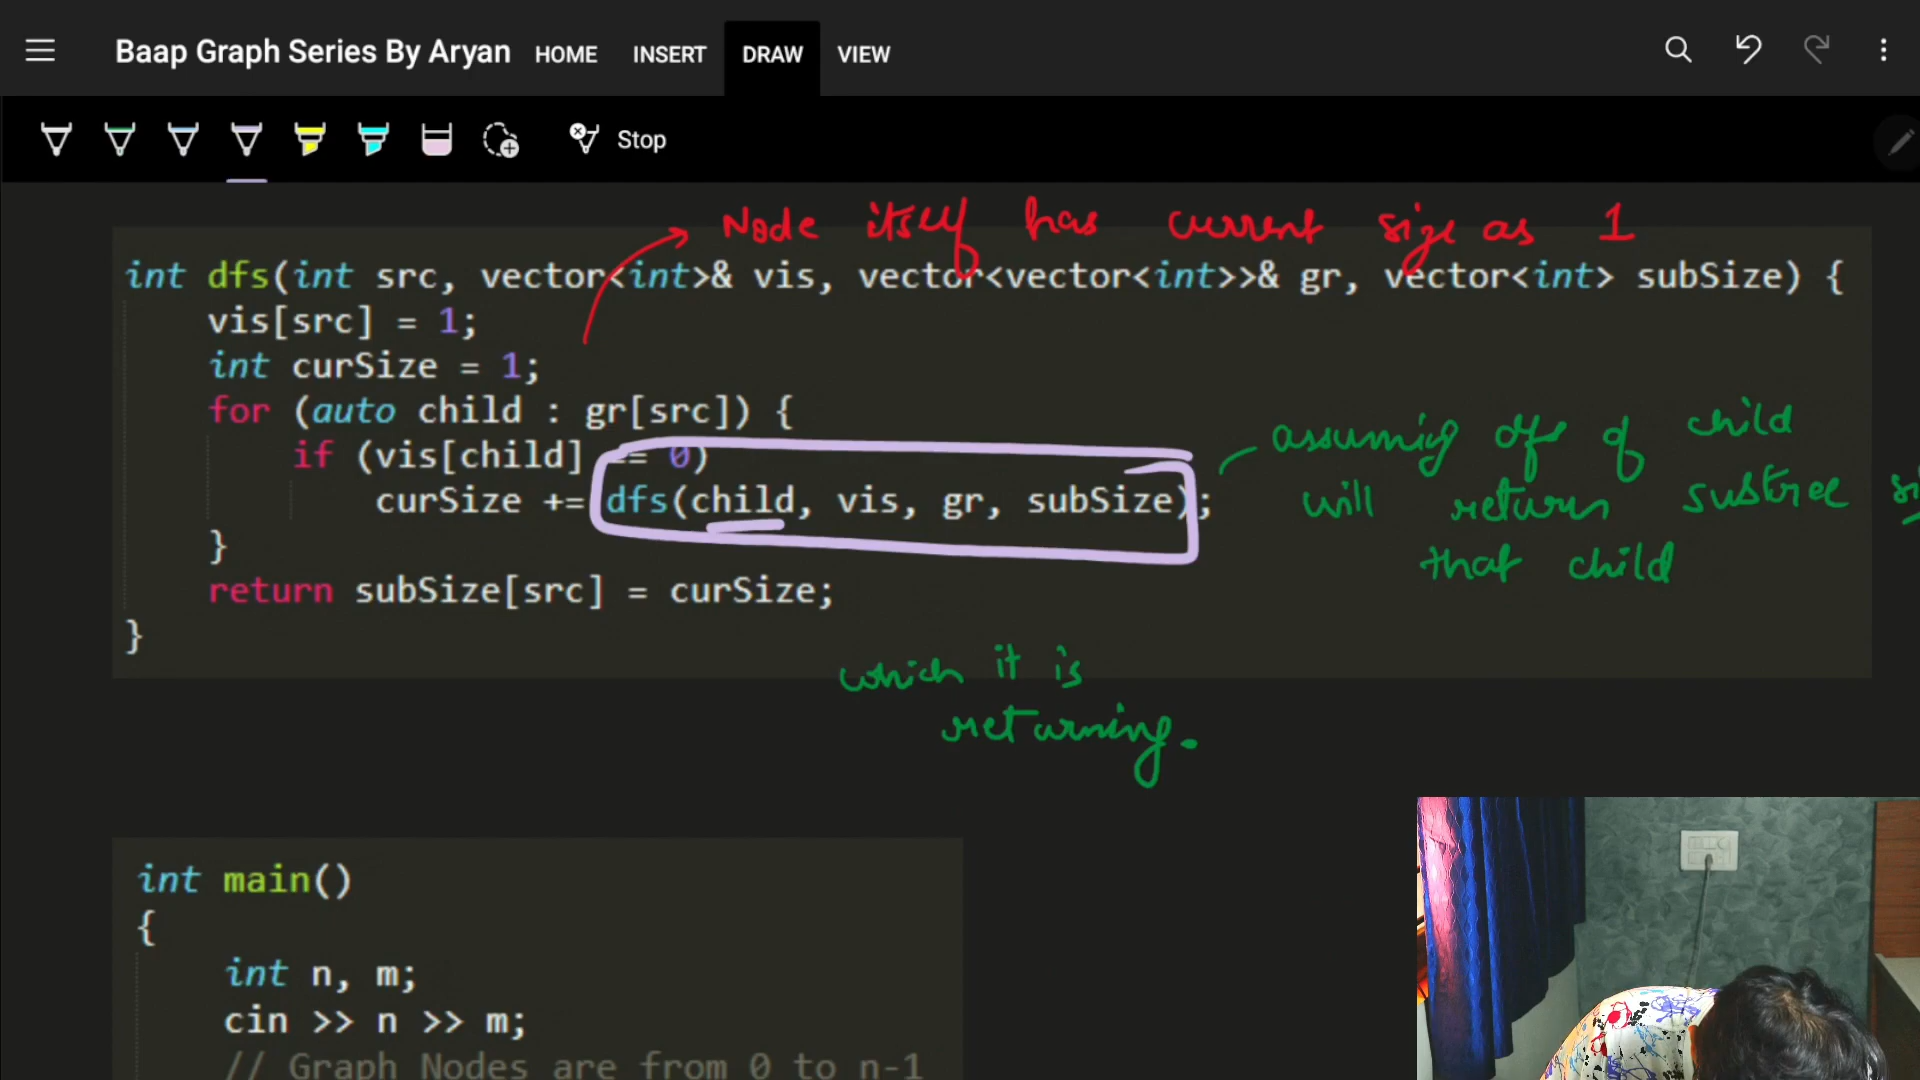 Baap Graph Series By Aryan HOME INSERT DRAW VIEW
Stop
Node itself has current size as 1
int dfs(int src, vector<int>& vis, vector<vector<int>>& gr, vector<int> subSize) {
vis[src] = 1;
int curSize = 1;
for (auto child : gr[src]) {
if (vis[child] == 0)
curSize += dfs(child, vis, gr, subSize);
}
return subSize[src] = curSize;
}
assuming dfs of child
will return subtree
that child
which it is
returning.
int main()
{
int n, m;
cin >> n >> m;
// Graph Nodes are from 0 to n-1